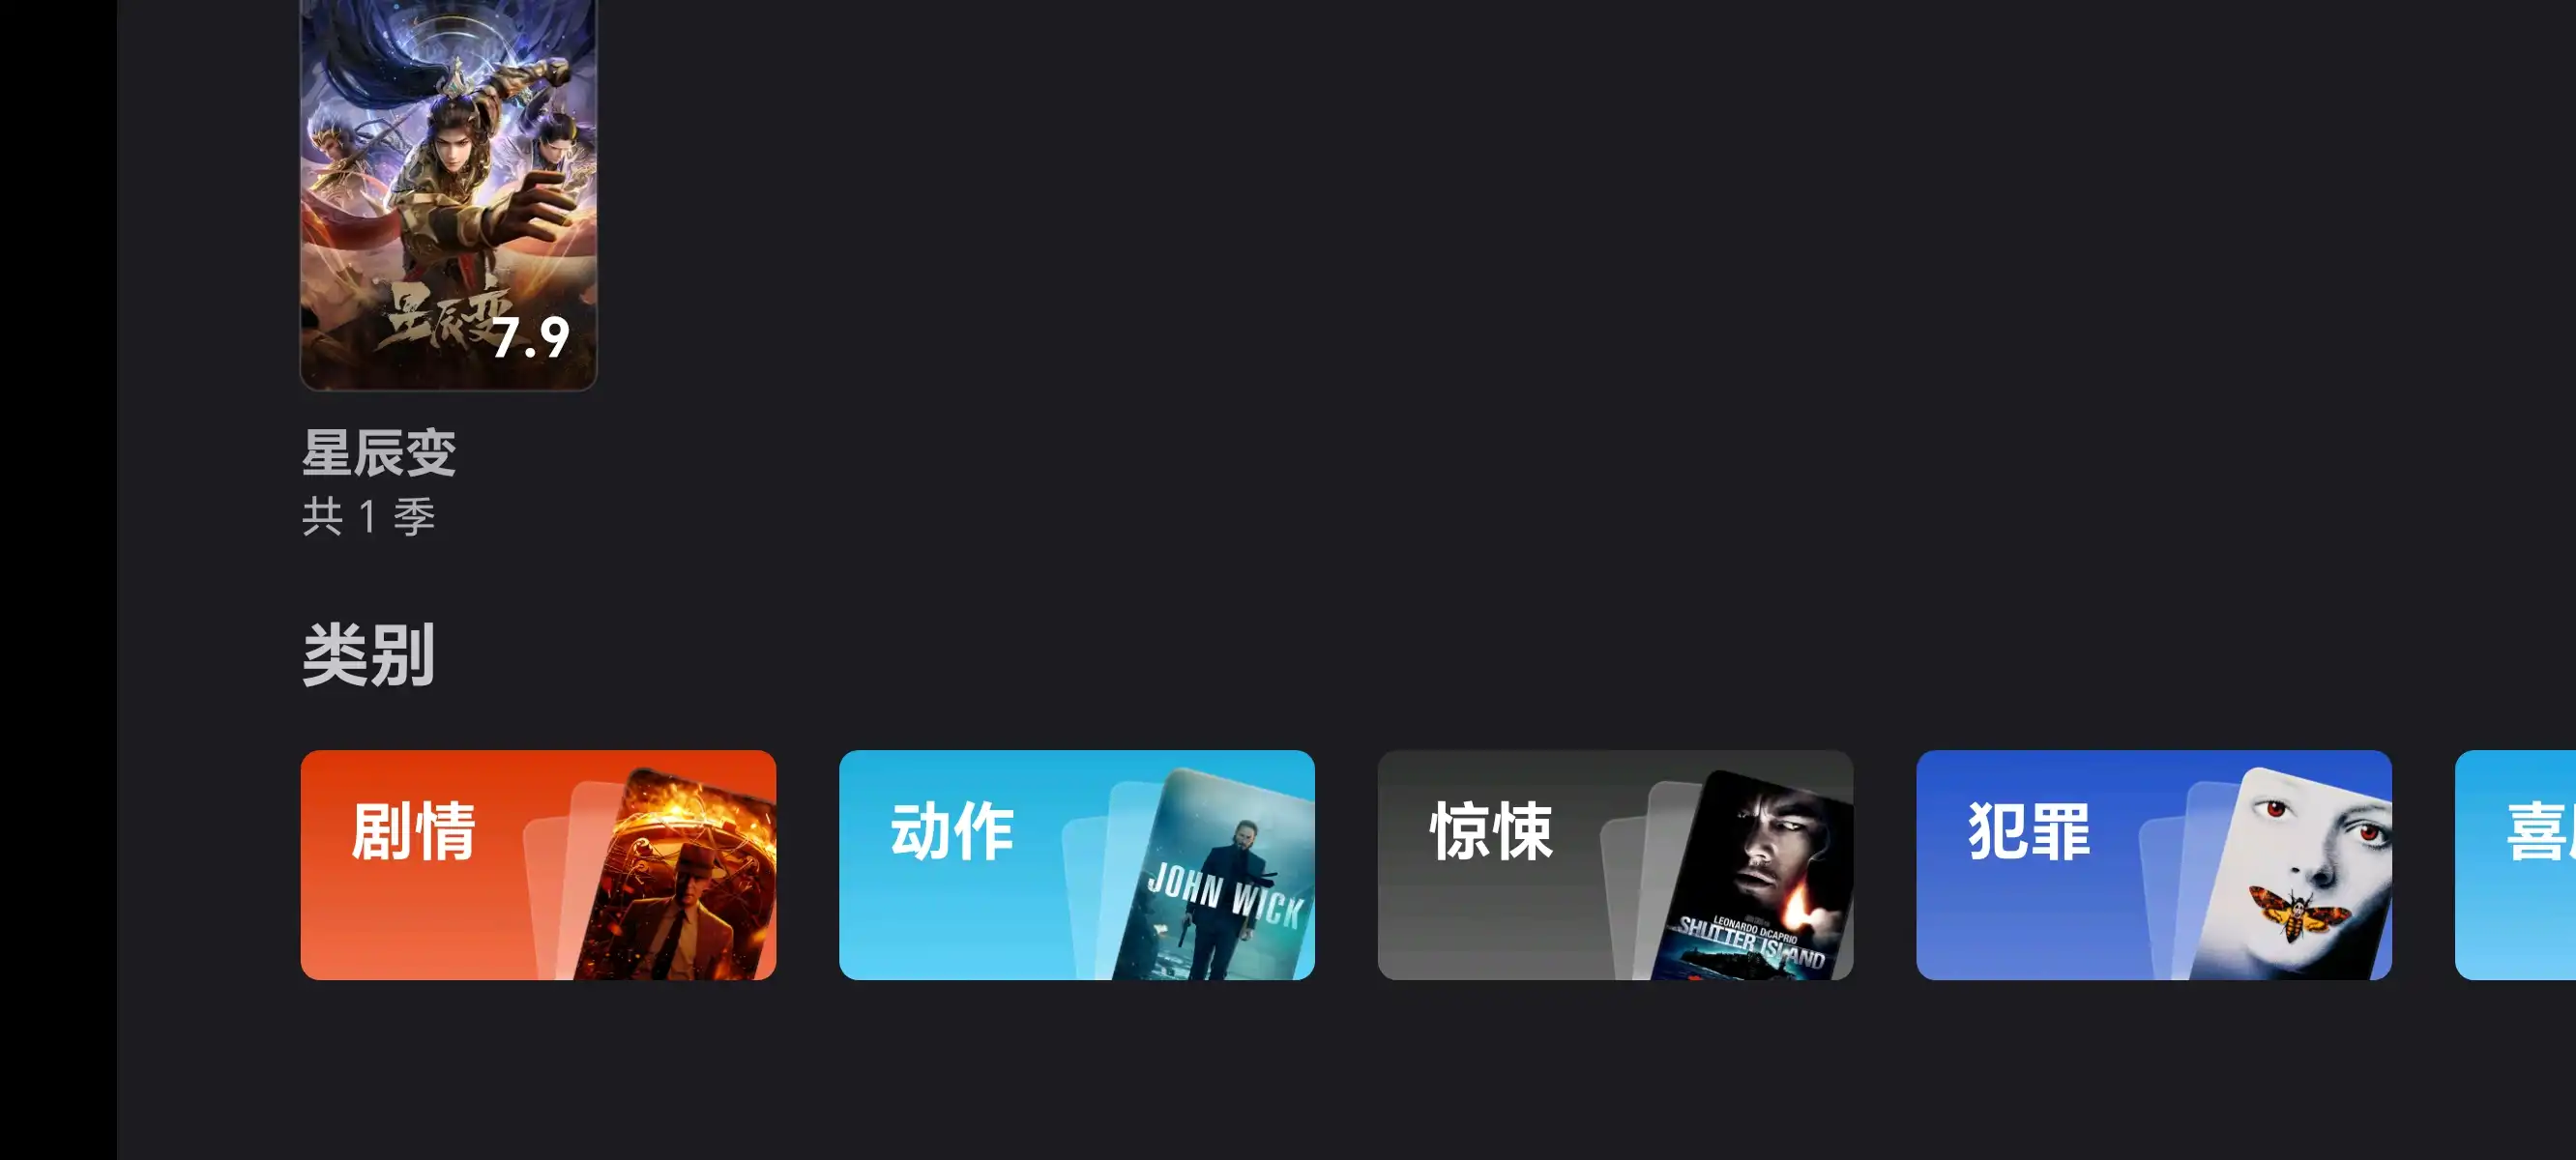 星辰变
7.9
星辰变
共 1 季
类别
剧情
动作
JOHN WICK
惊悚
LEONARDO DiCAPRIO
SHUTTER ISLAND
犯罪
喜